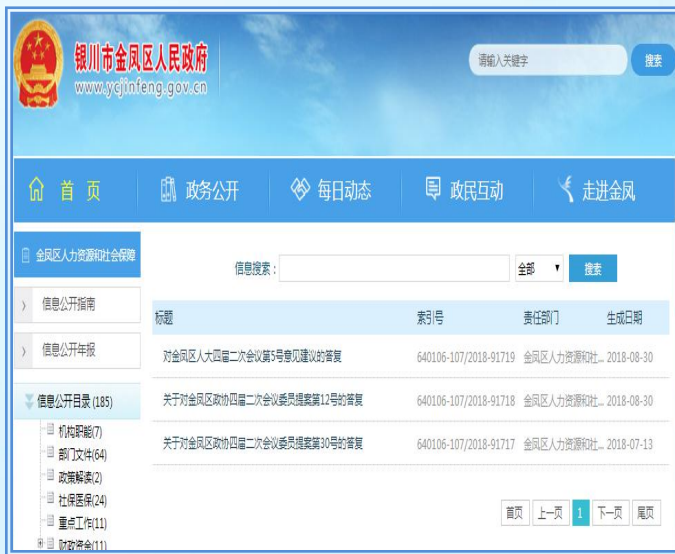 银川市金凤区人民政府
www.ycjinfeng.gov.cn
请输入关键字
搜索
首 页
政务公开
每日动态
政民互动
走进金凤
金凤区人力资源和社会保障
信息公开指南
信息公开年报
信息公开目录 (185)
机构职能(7)
部门文件(64)
政策解读(2)
社保医保(24)
重点工作(11)
财政资金(11)
信息搜索：
全部
搜索
标题 索引号 责任部门 生成日期
对金凤区人大四届二次会议第5号意见建议的答复 640106-107/2018-91719 金凤区人力资源和社... 2018-08-30
关于对金凤区政协四届二次会议委员提案第12号的答复 640106-107/2018-91718 金凤区人力资源和社... 2018-08-30
关于对金凤区政协四届二次会议委员提案第30号的答复 640106-107/2018-91717 金凤区人力资源和社... 2018-07-13
首页 上一页 1 下一页 尾页